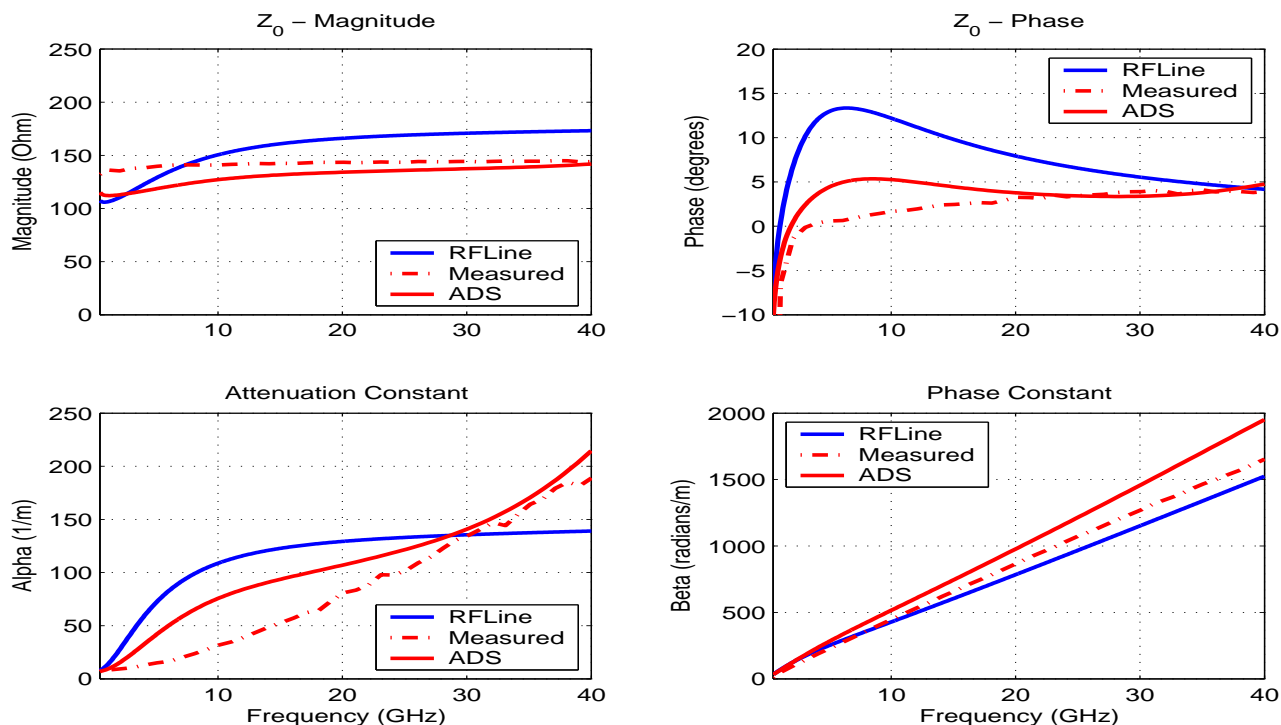 Z0 – Magnitude
250
200
150
100
50
0
10
20
30
40
Magnitude (Ohm)
RFLine
Measured
ADS
Z0 – Phase
20
15
10
5
0
−5
−10
10
20
30
40
Phase (degrees)
RFLine
Measured
ADS
Attenuation Constant
250
200
150
100
50
0
10
20
30
40
Alpha (1/m)
Frequency (GHz)
RFLine
Measured
ADS
Phase Constant
2000
1500
1000
500
0
10
20
30
40
Beta (radians/m)
Frequency (GHz)
RFLine
Measured
ADS